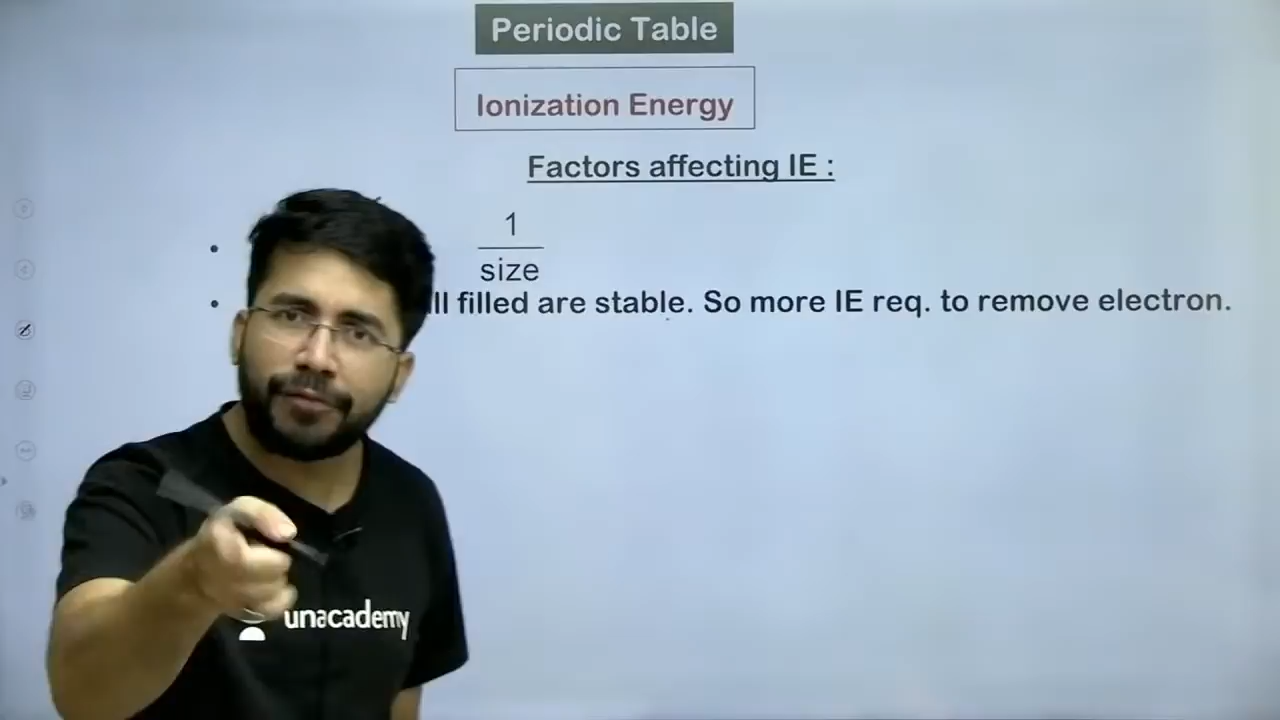 Periodic Table
Ionization Energy
Factors affecting IE :
1
size
ll filled are stable. So more IE req. to remove electron.
unacademy